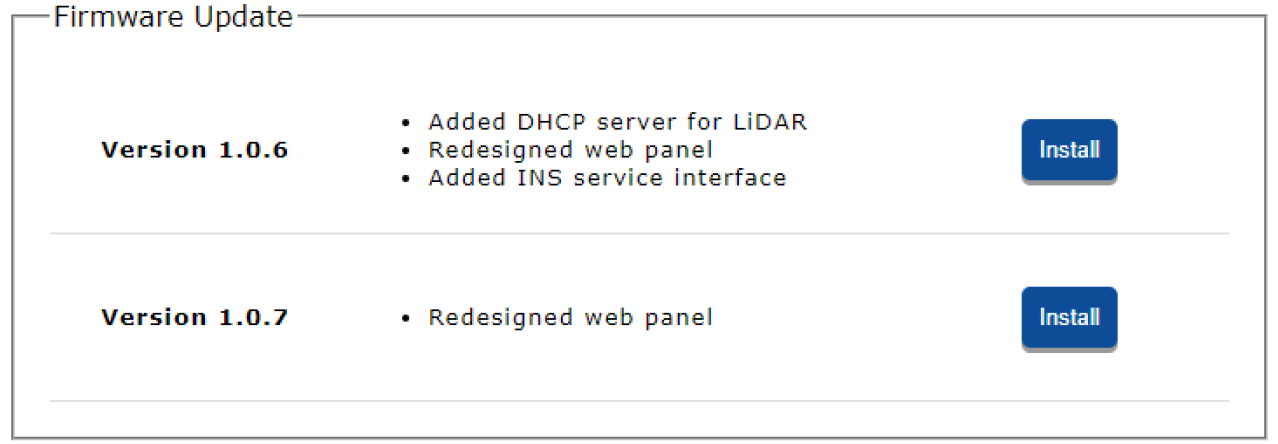 Firmware Update
Version 1.0.6
• Added DHCP server for LiDAR
• Redesigned web panel
• Added INS service interface
Install
Version 1.0.7
• Redesigned web panel
Install